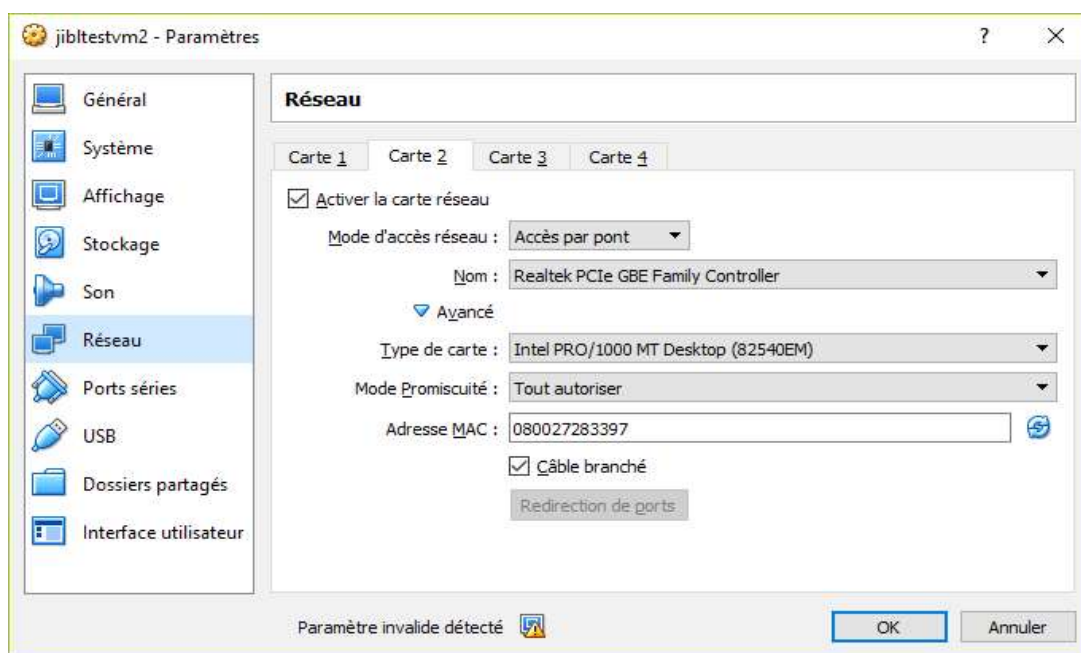 jibltestvm2 - Paramètres
?
Général
Système
Affichage
Stockage
Son
Réseau
Ports séries
USB
Dossiers partagés
Interface utilisateur
Réseau
Carte 1 Carte 2 Carte 3 Carte 4
Activer la carte réseau
Mode d'accès réseau : Accès par pont
Nom : Realtek PCIe GBE Family Controller
Avancé
Type de carte : Intel PRO/1000 MT Desktop (82540EM)
Mode Promiscuité : Tout autoriser
Adresse MAC : 080027283397
Câble branché
Redirection de ports
Paramètre invalide détecté
OK Annuler